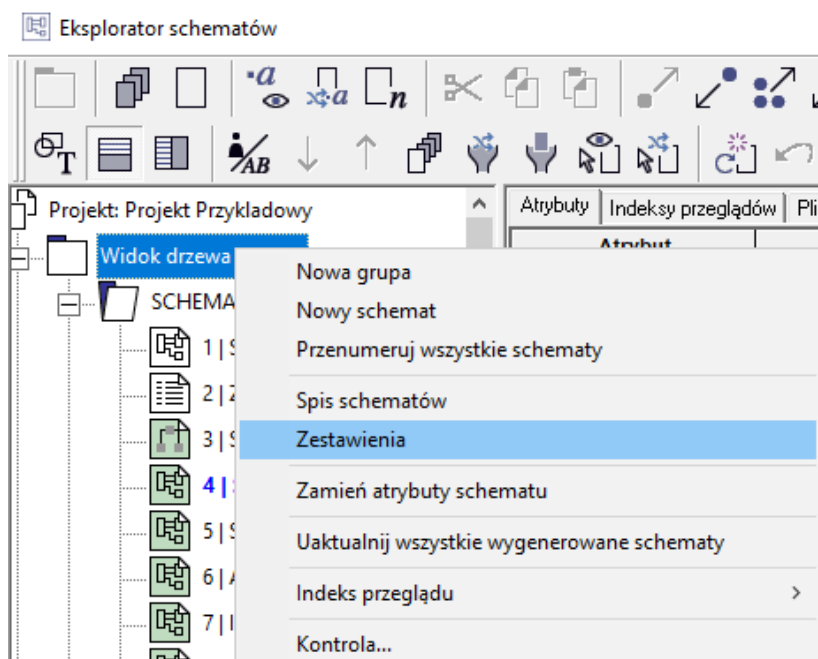 Eksplorator schematów
Projekt: Projekt Przykladowy
Widok drzewa
SCHEMA
1 | S
2 | Z
3 | S
4 |
5 | S
6 | A
7 | I
Atrybuty
Indeksy przeglądów
Pli
Atrybut
Nowa grupa
Nowy schemat
Przenumeruj wszystkie schematy
Spis schematów
Zestawienia
Zamień atrybuty schematu
Uaktualnij wszystkie wygenerowane schematy
Indeks przeglądu
Kontrola...